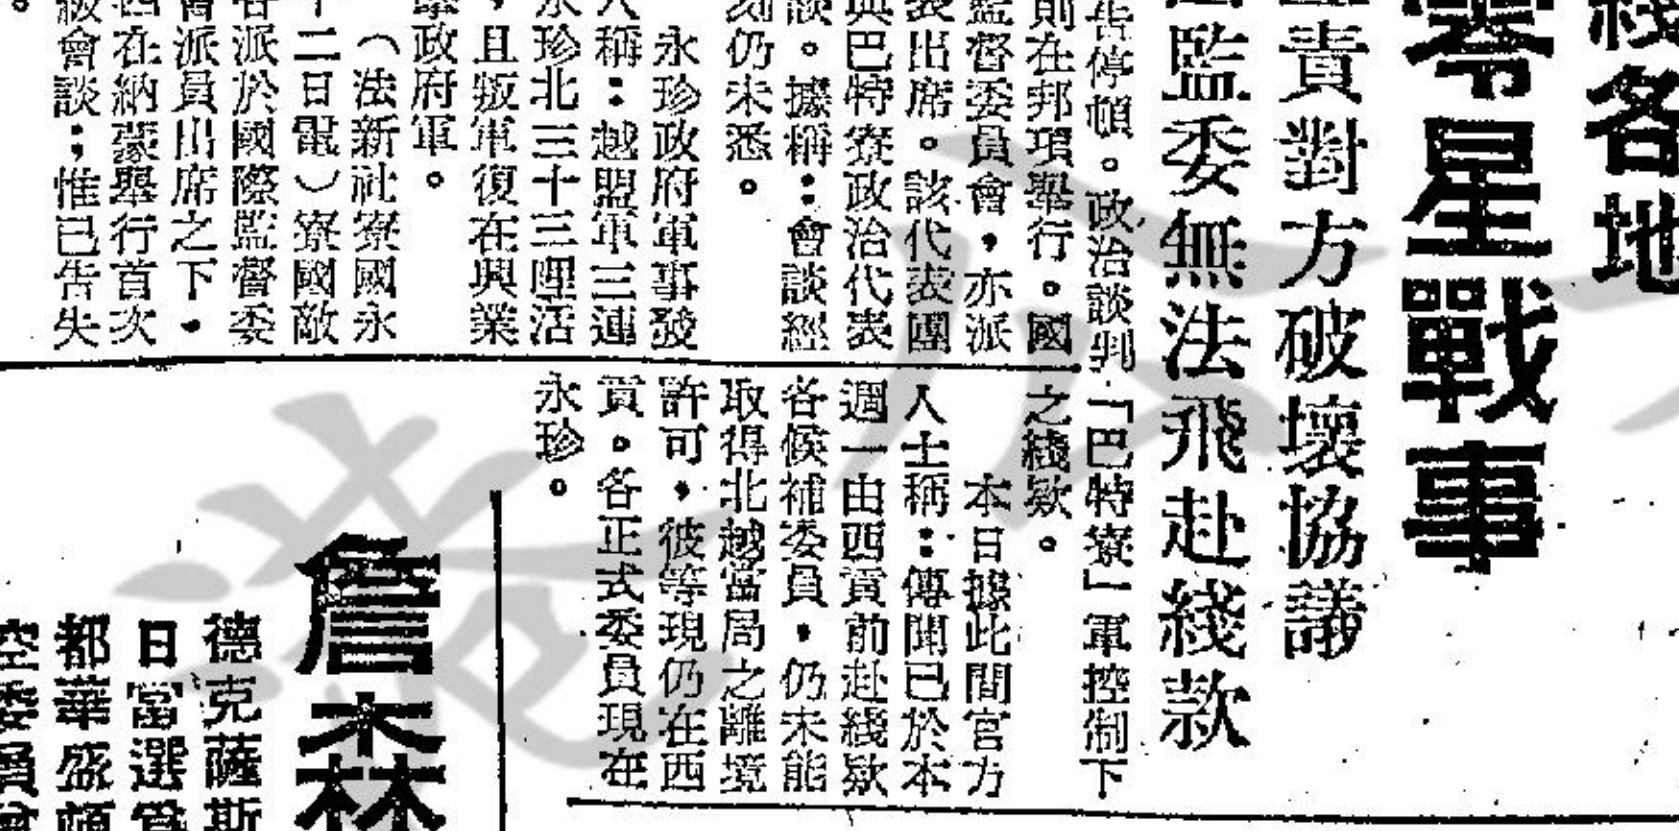 綫各地
零星戰事
責對方破壞協議
監委無法飛赴綫款
告停頓。政治談判「巴特寮」軍控制下
則在邦項舉行。國
監督委員會，亦派
表出席。該代表團
與巴特寮政治代表
談。據稱：會談經
刻仍未悉。
永珍政府軍事發
人稱：越盟軍三連
永珍北三十三哩活
，且叛軍復在興業
擊政府軍。
（法新社寮國永
十二日電）寮國敵
各派於國際監督委
會派員出席之下，
四在納蒙舉行首次
級會談；惟已告失
。
之綫欵。
本日據此間官方
人士稱：傳聞已於本
週一由西貢前赴綫欵
各候補委員，仍未能
取得北越當局之離境
許可，彼等現仍在西
貢。各正式委員現在
永珍。
詹森
德克薩斯
日當選爲
都華盛頓
空委員會